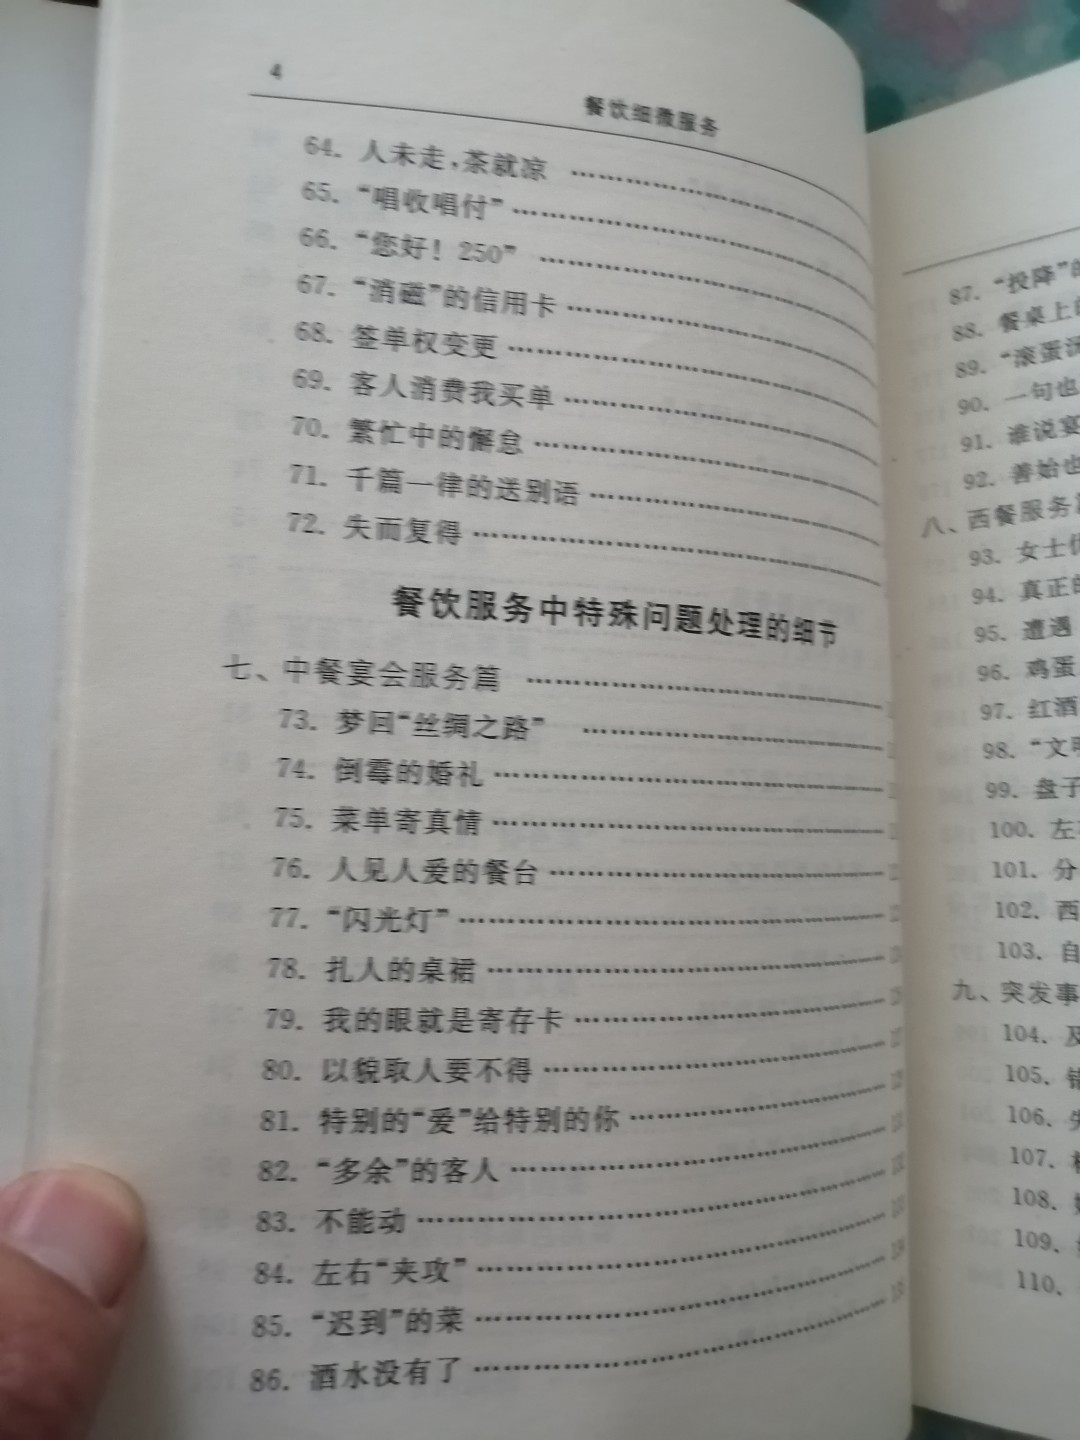 4
餐饮细微服务
64. 人未走,茶就凉 ……………………
65. “唱收唱付” ……………………
66. “您好！250” ……………………
67. “消磁”的信用卡 ……………………
68. 签单权变更 ……………………
69. 客人消费我买单 ……………………
70. 繁忙中的懈怠 ……………………
71. 千篇一律的送别语 ……………………
72. 失而复得 ……………………
餐饮服务中特殊问题处理的细节
七、中餐宴会服务篇 ……………………
73. 梦回“丝绸之路” ……………………
74. 倒霉的婚礼 ……………………
75. 菜单寄真情 ……………………
76. 人见人爱的餐台 ……………………
77. “闪光灯” ……………………
78. 扎人的桌裙 ……………………
79. 我的眼就是寄存卡 ……………………
80. 以貌取人要不得 ……………………
81. 特别的“爱”给特别的你 ……………………
82. “多余”的客人 ……………………
83. 不能动 ……………………
84. 左右“夹攻” ……………………
85. “迟到”的菜 ……………………
86. 酒水没有了 ……………………
87. “投降”的
88. 餐桌上的
89. “滚蛋汤
90. 一句也
91. 谁说宴
92. 善始也
八、西餐服务篇
93. 女士优
94. 真正的
95. 遭遇
96. 鸡蛋
97. 红酒
98. “文明
99. 盘子
100. 左
101. 分
102. 西
103. 自
九、突发事
104. 及
105. 错
106. 失
107.
108.
109.
110.